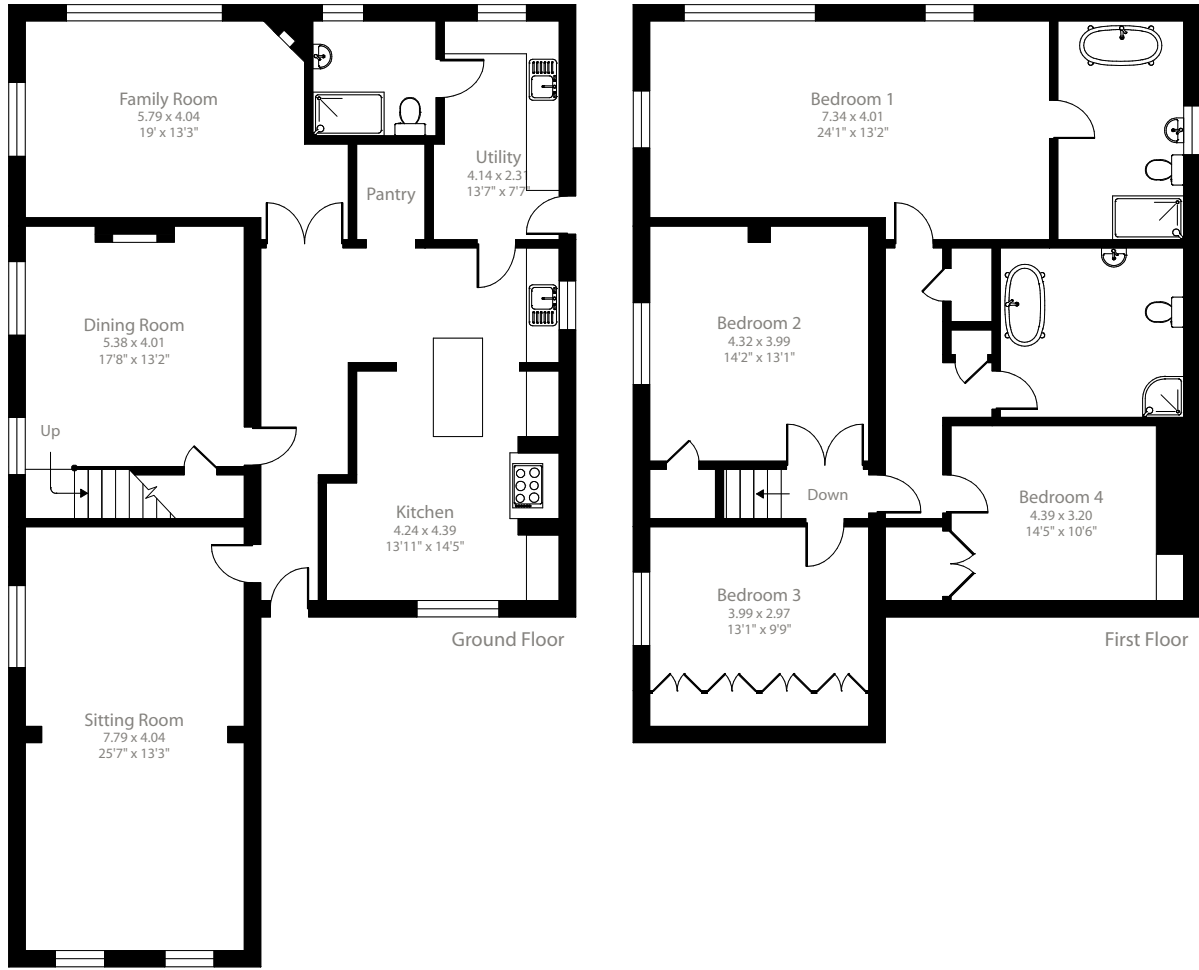 Family Room
5.79 x 4.04
19' x 13'3"
Utility
4.14 x 2.31
13'7" x 7'7"
Pantry
Dining Room
5.38 x 4.01
17'8" x 13'2"
Up
Kitchen
4.24 x 4.39
13'11" x 14'5"
Ground Floor
Sitting Room
7.79 x 4.04
25'7" x 13'3"
Bedroom 1
7.34 x 4.01
24'1" x 13'2"
Bedroom 2
4.32 x 3.99
14'2" x 13'1"
Down
Bedroom 4
4.39 x 3.20
14'5" x 10'6"
Bedroom 3
3.99 x 2.97
13'1" x 9'9"
First Floor